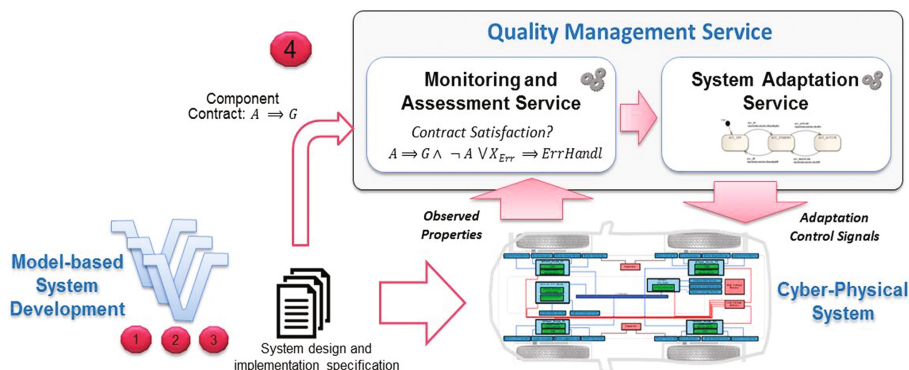 4
Quality Management Service
Monitoring and
Assessment Service
Contract Satisfaction?
A ⟹ G ∧ ¬ A ∨X_Err ⟹ ErrHandl
System Adaptation
Service
Component
Contract: A ⟹ G
Observed
Properties
Adaptation
Control Signals
Model-based
System
Development
1 2 3
System design and
implementation specification
Cyber-Physical
System